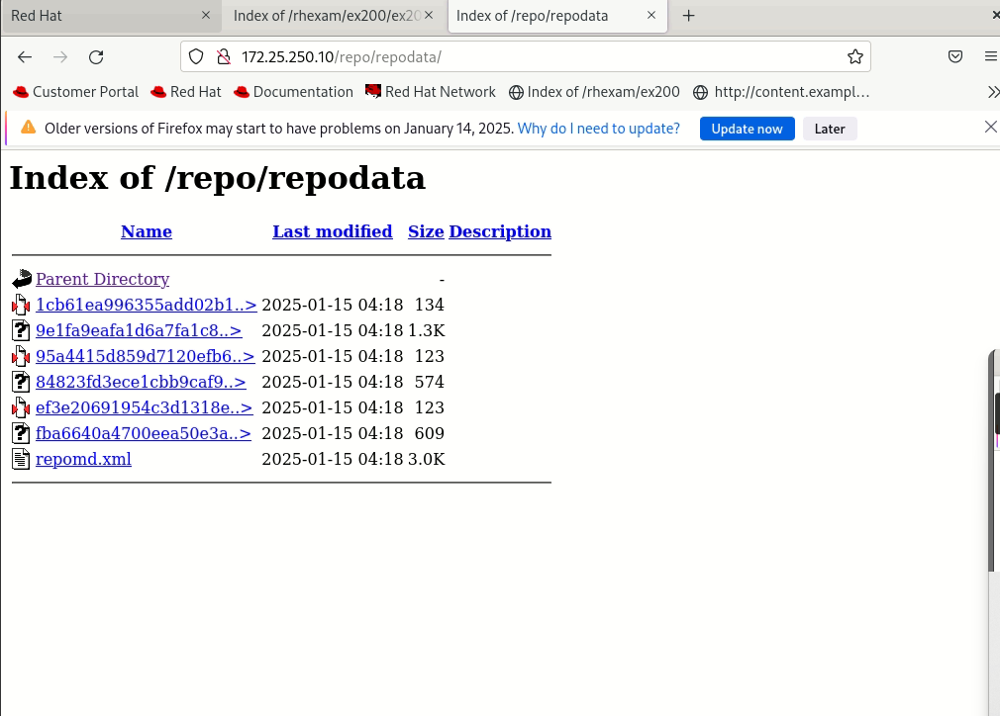 Red Hat × Index of /rhexam/ex200/ex20 × Index of /repo/repodata × +
172.25.250.10/repo/repodata/
Customer Portal Red Hat Documentation Red Hat Network Index of /rhexam/ex200 http://content.exampl…
Older versions of Firefox may start to have problems on January 14, 2025. Why do I need to update? Update now Later
Index of /repo/repodata
Name Last modified Size Description
Parent Directory -
1cb61ea996355add02b1..> 2025-01-15 04:18 134
9e1fa9eafa1d6a7fa1c8..> 2025-01-15 04:18 1.3K
95a4415d859d7120efb6..> 2025-01-15 04:18 123
84823fd3ece1cbb9caf9..> 2025-01-15 04:18 574
ef3e20691954c3d1318e..> 2025-01-15 04:18 123
fba6640a4700eea50e3a..> 2025-01-15 04:18 609
repomd.xml 2025-01-15 04:18 3.0K